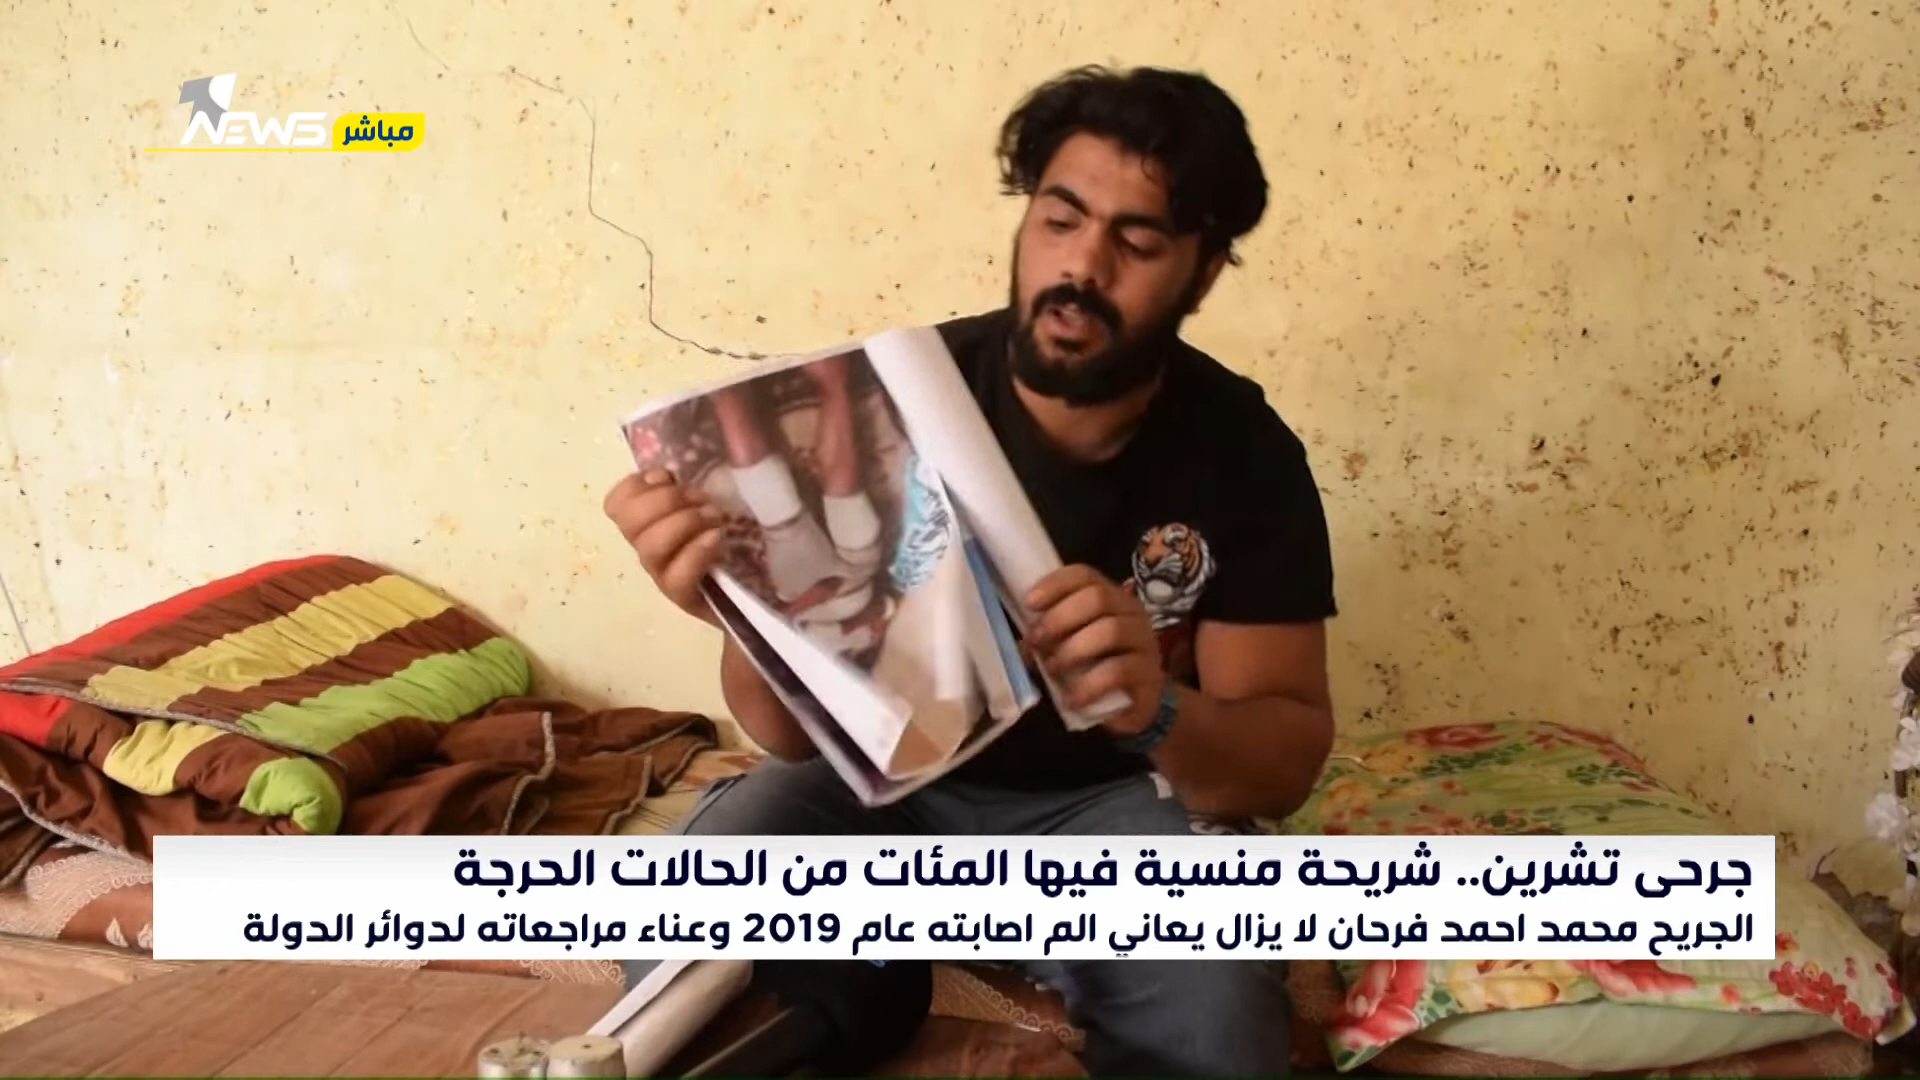 NEWS مباشر
جرحى تشرين.. شريحة منسية فيها المئات من الحالات الحرجة
الجريح محمد احمد فرحان لا يزال يعاني الم اصابته عام 2019 وعناء مراجعاته لدوائر الدولة